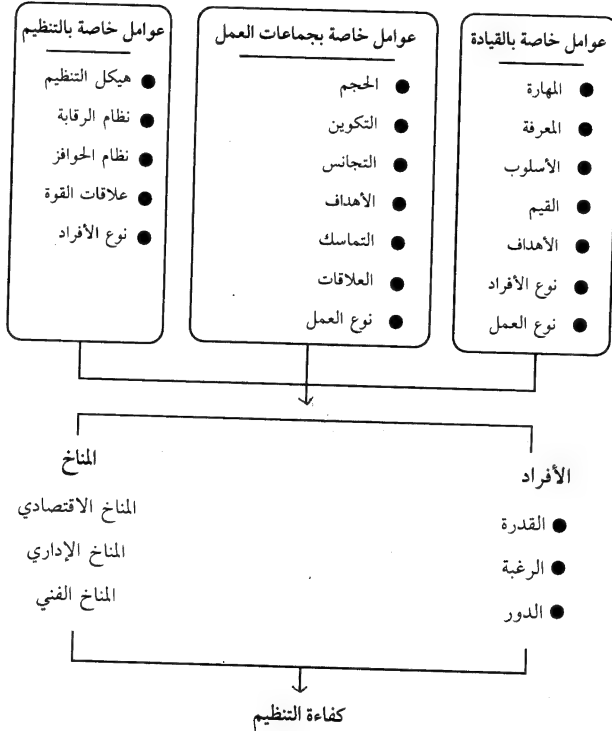 عوامل خاصة بالقيادة
● المهارة
● المعرفة
● الأسلوب
● القيم
● الأهداف
● نوع الأفراد
● نوع العمل
عوامل خاصة بجماعات العمل
● الحجم
● التكوين
● التجانس
● الأهداف
● التماسك
● العلاقات
● نوع العمل
عوامل خاصة بالتنظيم
● هيكل التنظيم
● نظام الرقابة
● نظام الحوافز
● علاقات القوة
● نوع الأفراد
الأفراد
● القدرة
● الرغبة
● الدور
المناخ
المناخ الاقتصادي
المناخ الإداري
المناخ الفني
كفاءة التنظيم